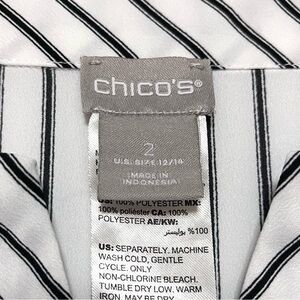 chico's®
2
U.S. SIZE 12/14
MADE IN
INDONESIA
US: 100% POLYESTER MX:
100% poliéster CA: 100%
POLYESTER AE/KW:
100% بوليستر
US: SEPARATELY. MACHINE
WASH COLD, GENTLE
CYCLE. ONLY
NON-CHLORINE BLEACH.
TUMBLE DRY LOW. WARM
IRON. MAY BE DRY